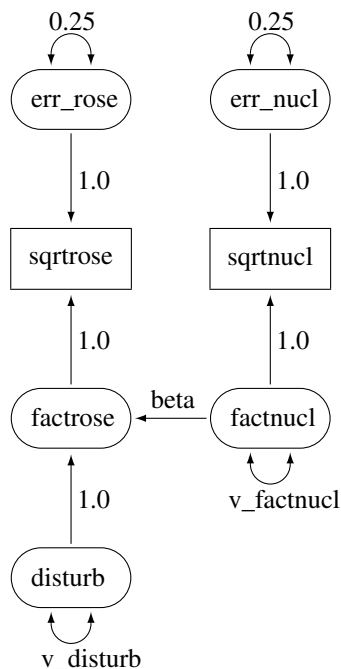 0.25 0.25
err_rose err_nucl
1.0 1.0
sqrtrose sqrtnucl
1.0 1.0
beta
factrose factnucl
v_factnucl
1.0
disturb
v_disturb